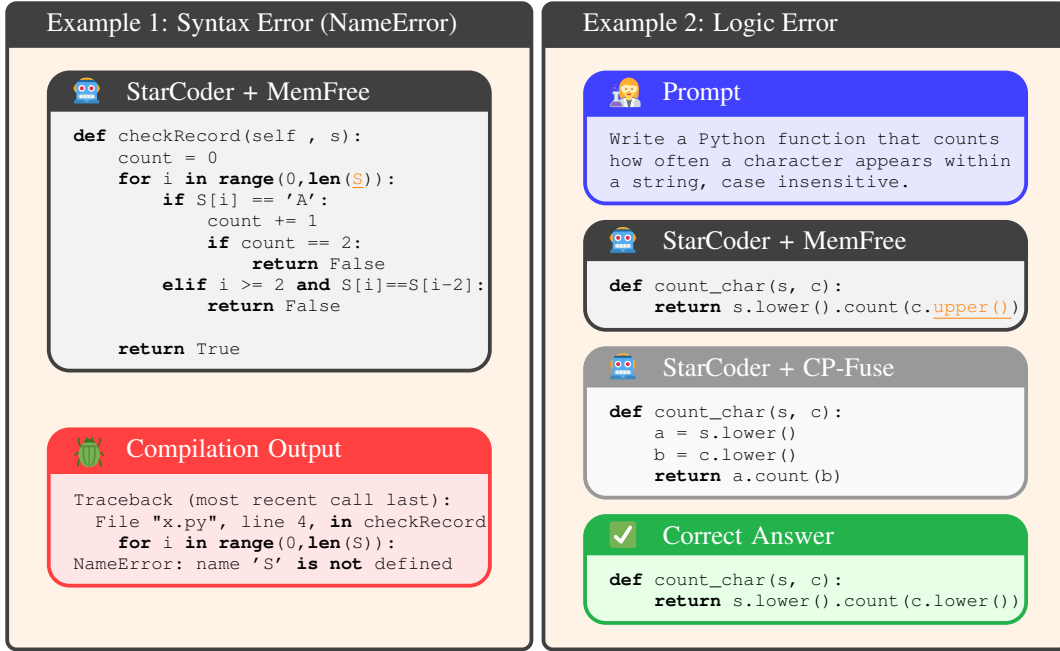 Example 1: Syntax Error (NameError)
StarCoder + MemFree
def checkRecord(self , s):
    count = 0
    for i in range(0,len(S)):
        if S[i] == ’A’:
            count += 1
            if count == 2:
                return False
        elif i >= 2 and S[i]==S[i-2]:
            return False
    return True
Compilation Output
Traceback (most recent call last):
  File "x.py", line 4, in checkRecord
    for i in range(0,len(S)):
NameError: name ’S’ is not defined
Example 2: Logic Error
Prompt
Write a Python function that counts
how often a character appears within
a string, case insensitive.
StarCoder + MemFree
def count_char(s, c):
    return s.lower().count(c.upper())
StarCoder + CP-Fuse
def count_char(s, c):
    a = s.lower()
    b = c.lower()
    return a.count(b)
Correct Answer
def count_char(s, c):
    return s.lower().count(c.lower())